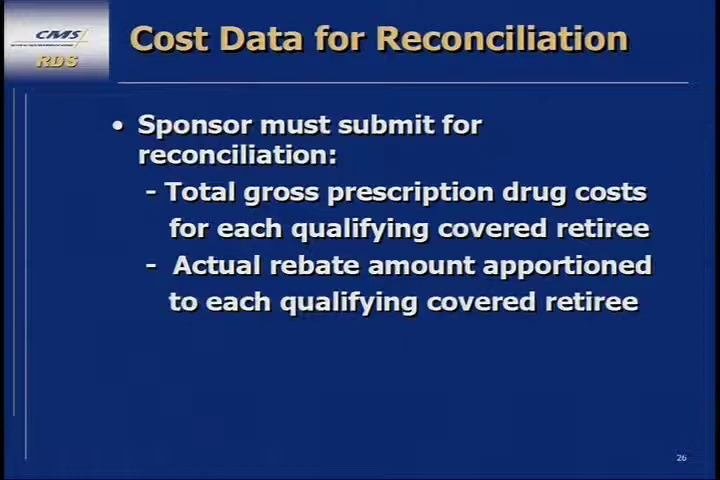 CMS
RDS
Cost Data for Reconciliation
• Sponsor must submit for
reconciliation:
- Total gross prescription drug costs
for each qualifying covered retiree
- Actual rebate amount apportioned
to each qualifying covered retiree
26